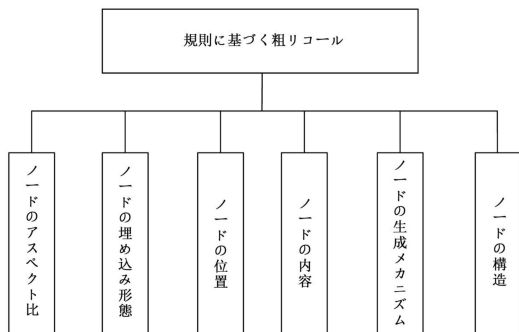 規則に基づく粗リコール
ノードのアスペクト比
ノードの埋め込み形態
ノードの位置
ノードの内容
ノードの生成メカニズム
ノードの構造